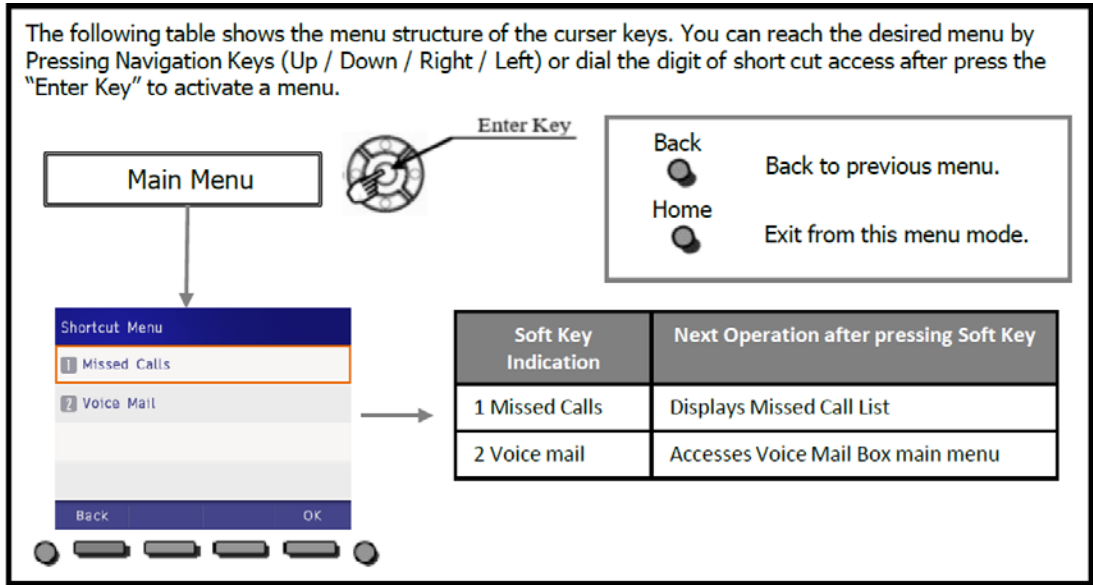 The following table shows the menu structure of the curser keys. You can reach the desired menu by
Pressing Navigation Keys (Up / Down / Right / Left) or dial the digit of short cut access after press the
“Enter Key” to activate a menu.
Enter Key
Main Menu
Back
Back to previous menu.
Home
Exit from this menu mode.
Shortcut Menu
1 Missed Calls
2 Voice Mail
Back OK
Soft Key
Indication
Next Operation after pressing Soft Key
1 Missed Calls
Displays Missed Call List
2 Voice mail
Accesses Voice Mail Box main menu